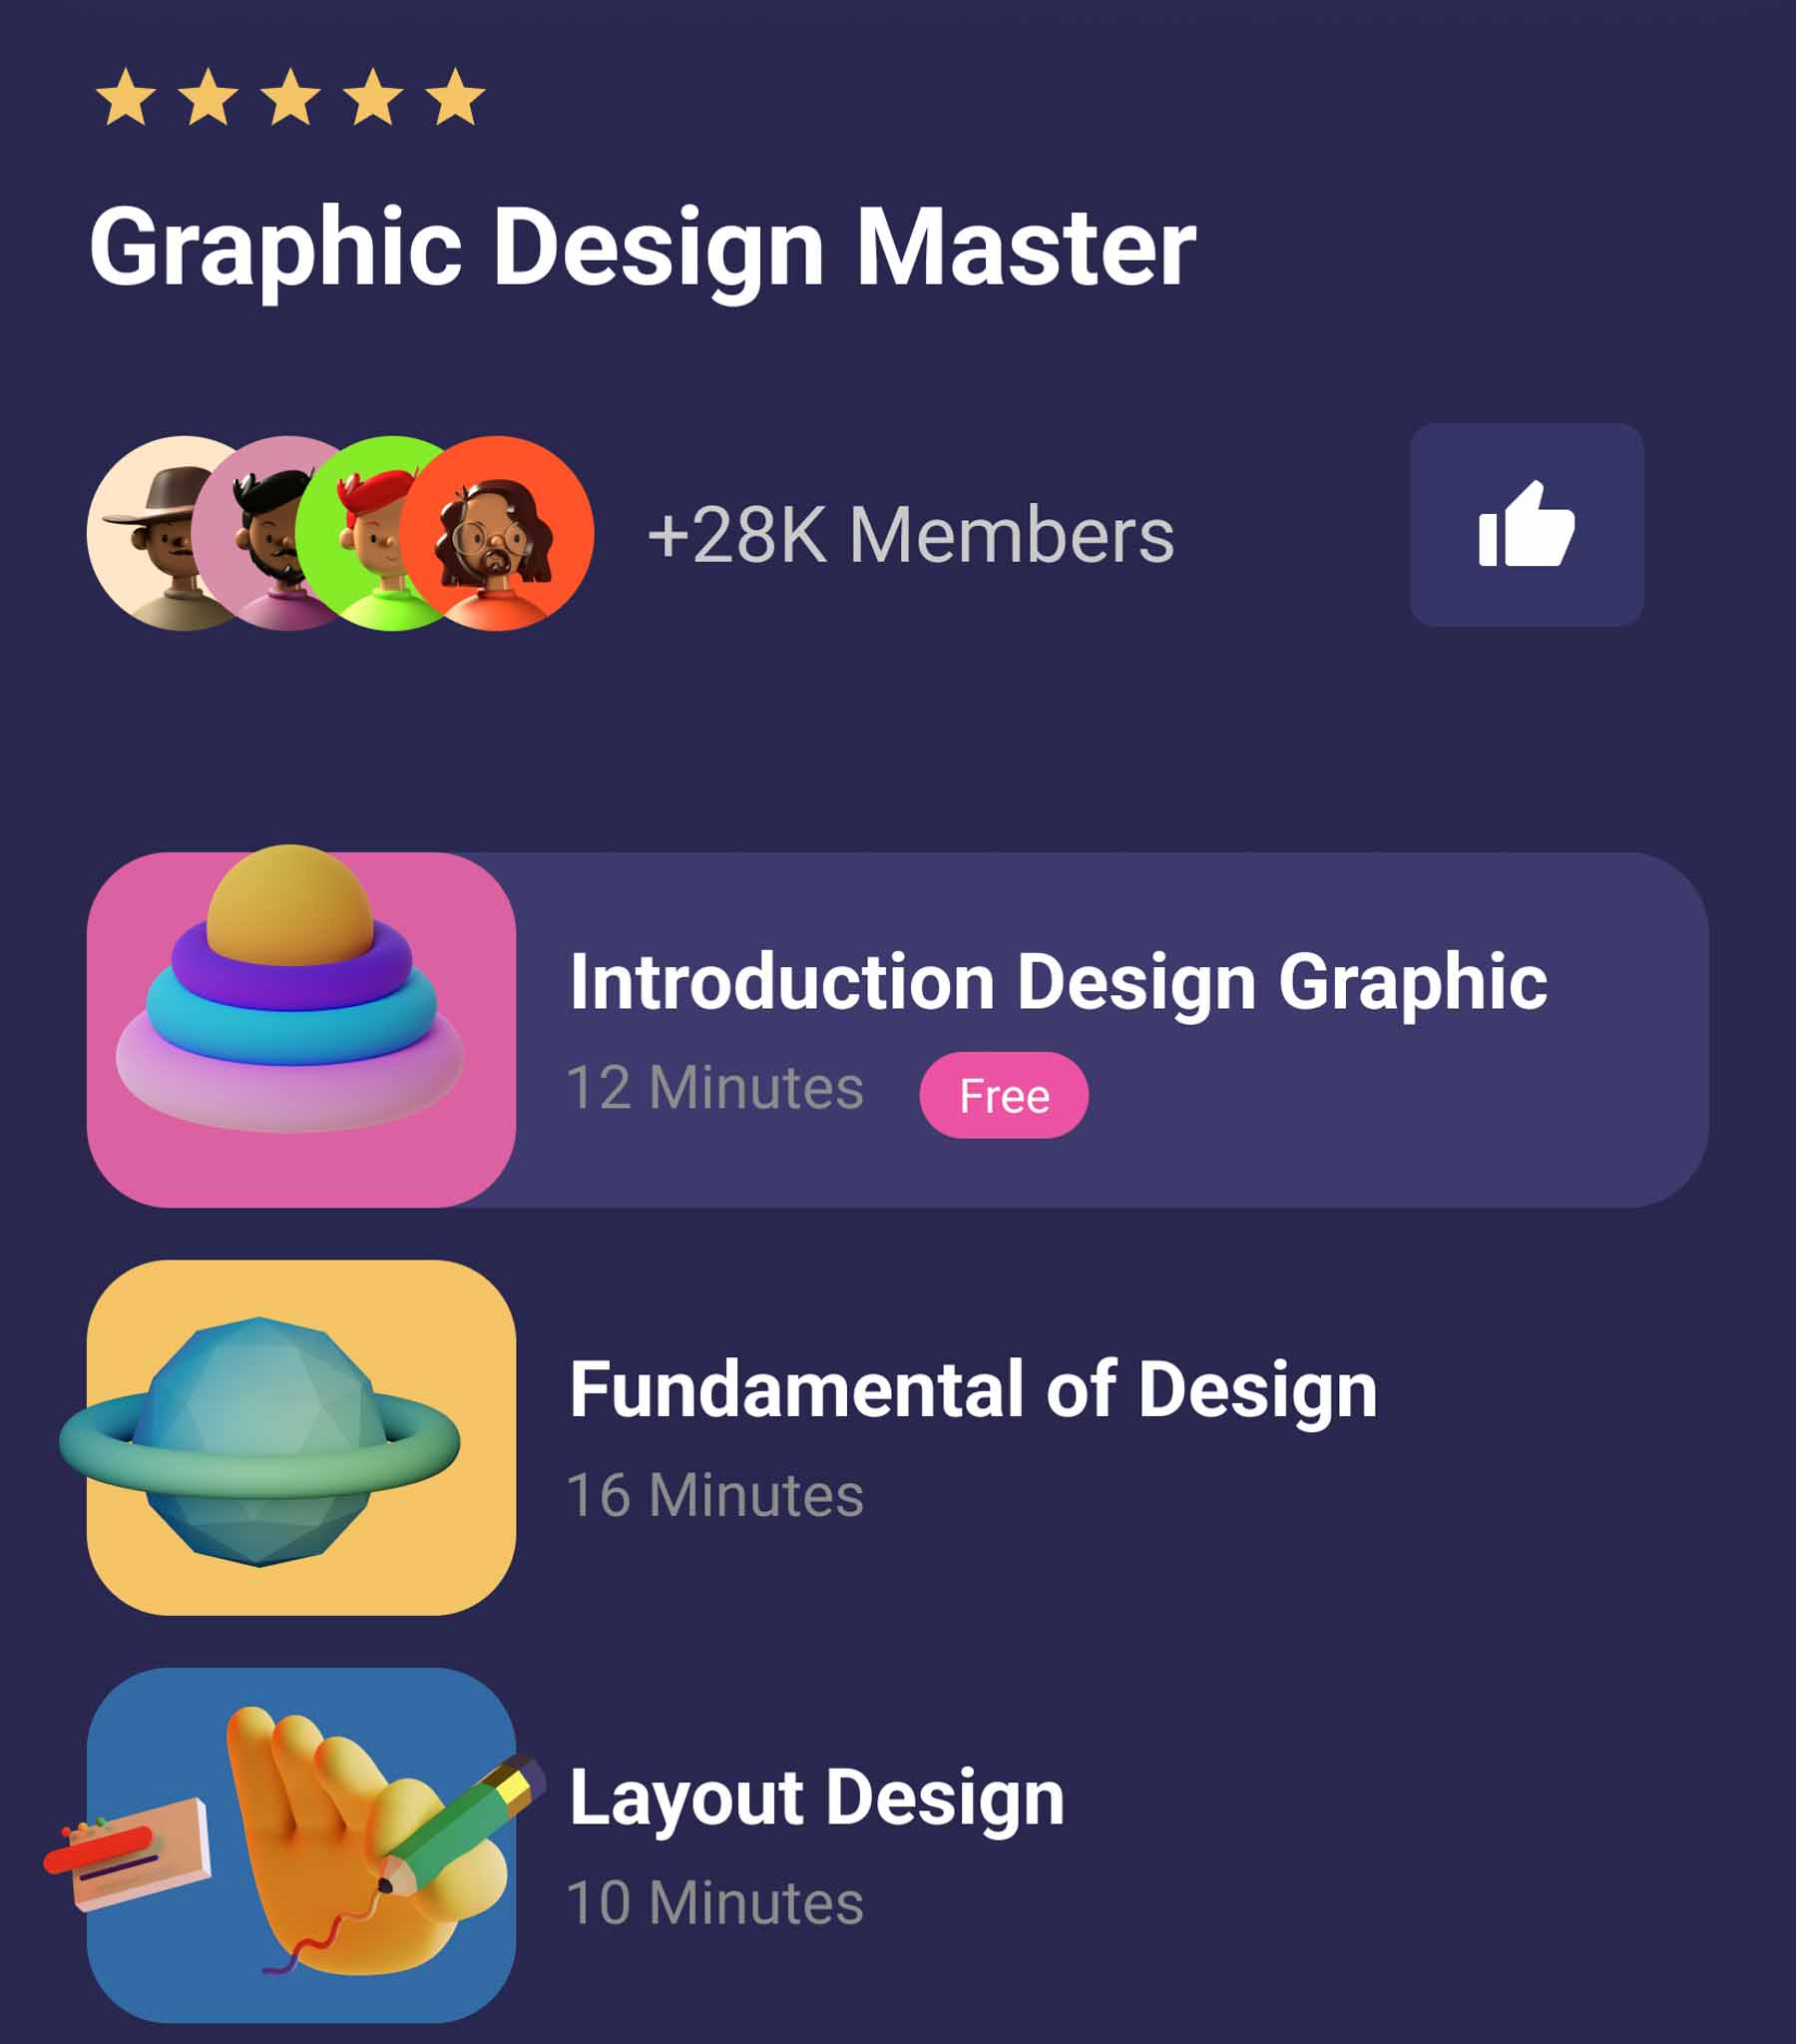 Graphic Design Master
+28K Members
Introduction Design Graphic
12 Minutes Free
Fundamental of Design
16 Minutes
Layout Design
10 Minutes